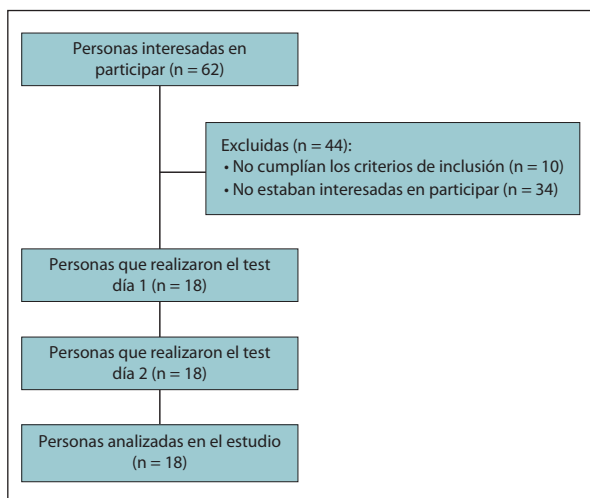 Personas interesadas en
participar (n = 62)
Excluidas (n = 44):
• No cumplían los criterios de inclusión (n = 10)
• No estaban interesadas en participar (n = 34)
Personas que realizaron el test
día 1 (n = 18)
Personas que realizaron el test
día 2 (n = 18)
Personas analizadas en el estudio
(n = 18)